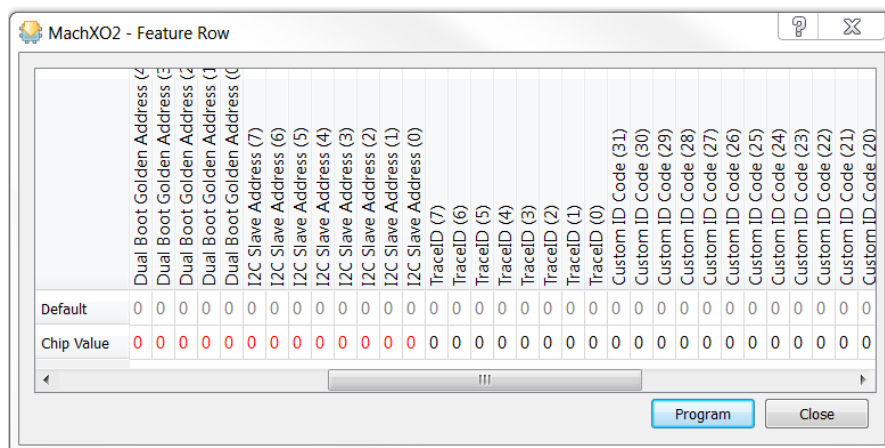 MachXO2 - Feature Row
Dual Boot Golden Address (4
Dual Boot Golden Address (3
Dual Boot Golden Address (2
Dual Boot Golden Address (1
Dual Boot Golden Address (0
I2C Slave Address (7)
I2C Slave Address (6)
I2C Slave Address (5)
I2C Slave Address (4)
I2C Slave Address (3)
I2C Slave Address (2)
I2C Slave Address (1)
I2C Slave Address (0)
TraceID (7)
TraceID (6)
TraceID (5)
TraceID (4)
TraceID (3)
TraceID (2)
TraceID (1)
TraceID (0)
Custom ID Code (31)
Custom ID Code (30)
Custom ID Code (29)
Custom ID Code (28)
Custom ID Code (27)
Custom ID Code (26)
Custom ID Code (25)
Custom ID Code (24)
Custom ID Code (23)
Custom ID Code (22)
Custom ID Code (21)
Custom ID Code (20)
Default 0 0 0 0 0 0 0 0 0 0 0 0 0 0 0 0 0 0 0 0 0 0 0 0 0 0 0 0 0 0 0 0 0
Chip Value 0 0 0 0 0 0 0 0 0 0 0 0 0 0 0 0 0 0 0 0 0 0 0 0 0 0 0 0 0 0 0 0 0
Program Close